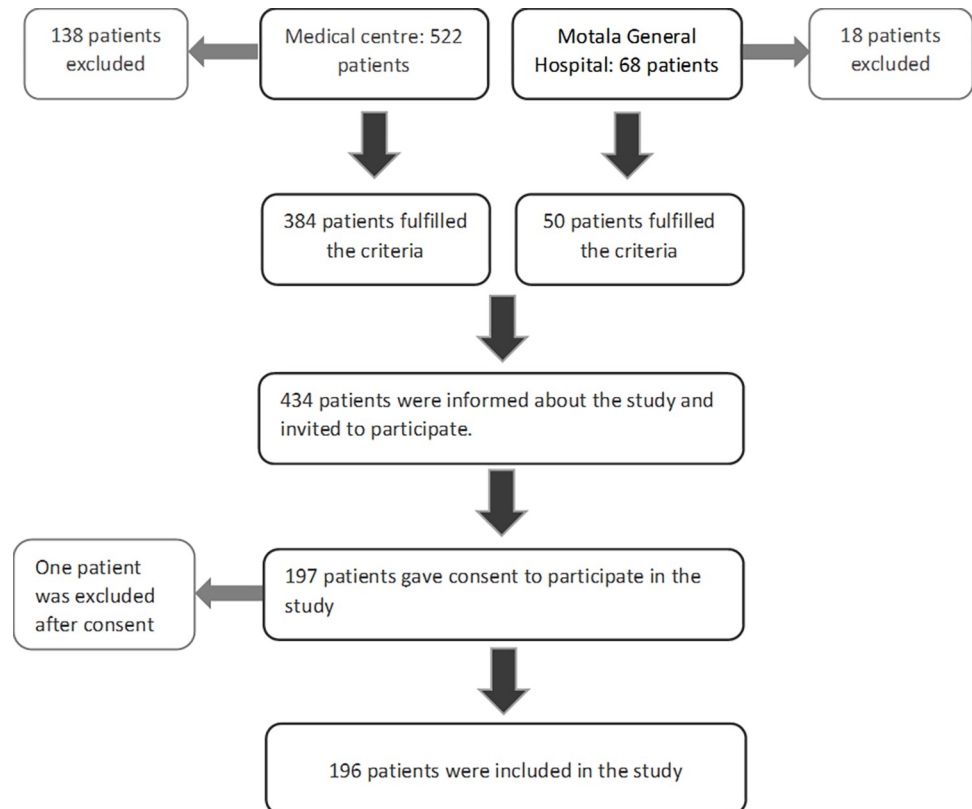 138 patients
excluded
Medical centre: 522
patients
Motala General
Hospital: 68 patients
18 patients
excluded
384 patients fulfilled
the criteria
50 patients fulfilled
the criteria
434 patients were informed about the study and
invited to participate.
One patient
was excluded
after consent
197 patients gave consent to participate in the
study
196 patients were included in the study